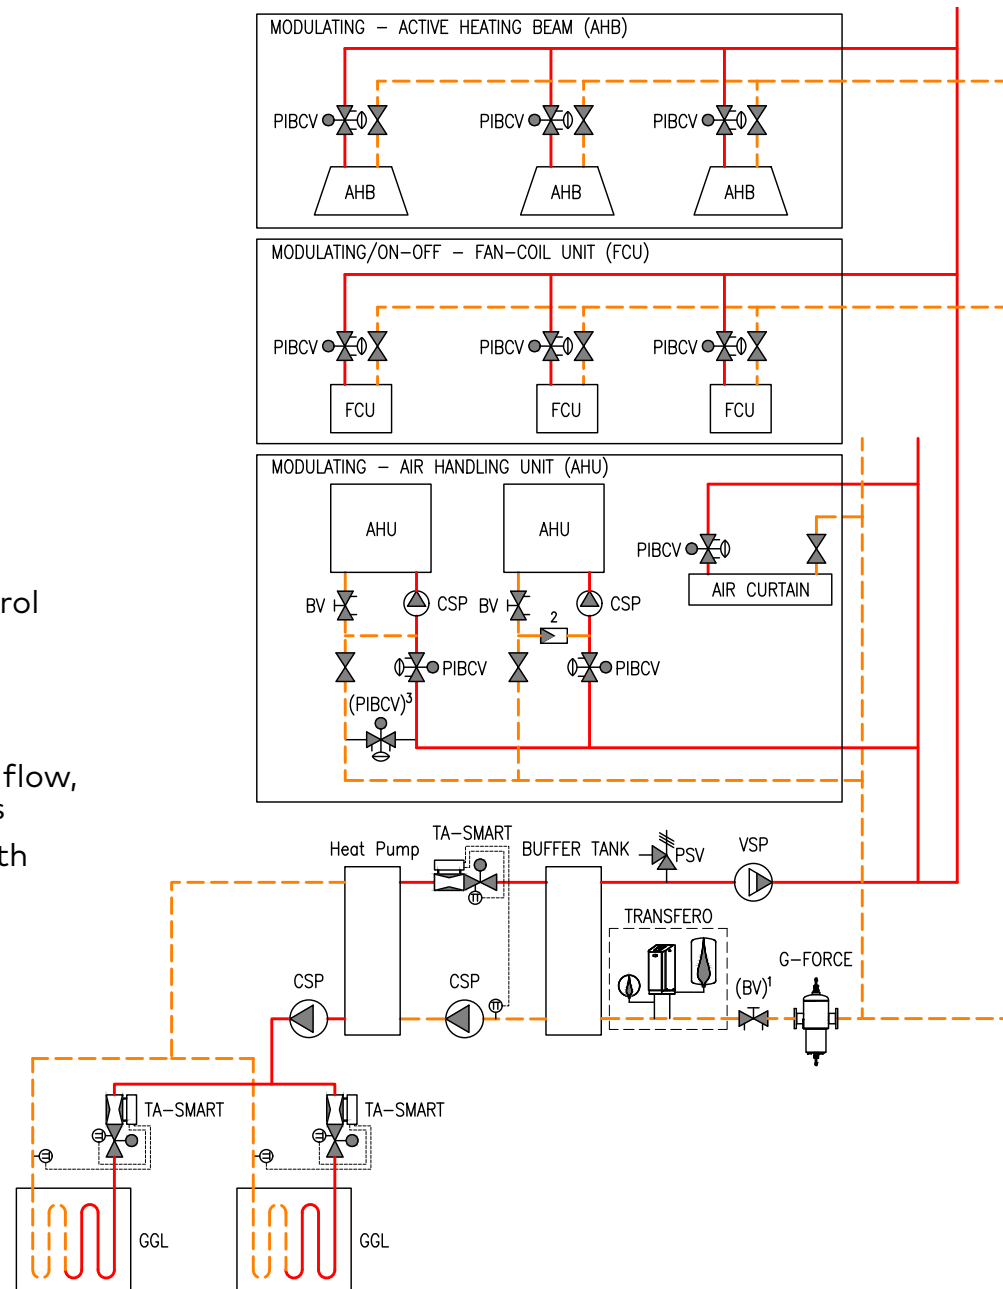 MODULATING – ACTIVE HEATING BEAM (AHB)
PIBCV PIBCV PIBCV
AHB AHB AHB
MODULATING/ON-OFF – FAN-COIL UNIT (FCU)
PIBCV PIBCV PIBCV
FCU FCU FCU
MODULATING – AIR HANDLING UNIT (AHU)
AHU AHU
PIBCV
AIR CURTAIN
BV CSP BV CSP
rol
2
PIBCV PIBCV
(PIBCV)³
flow,
s
th
TA-SMART
Heat Pump BUFFER TANK PSV VSP
TRANSFERO
G-FORCE
CSP CSP (BV)¹
TA-SMART TA-SMART
GGL GGL